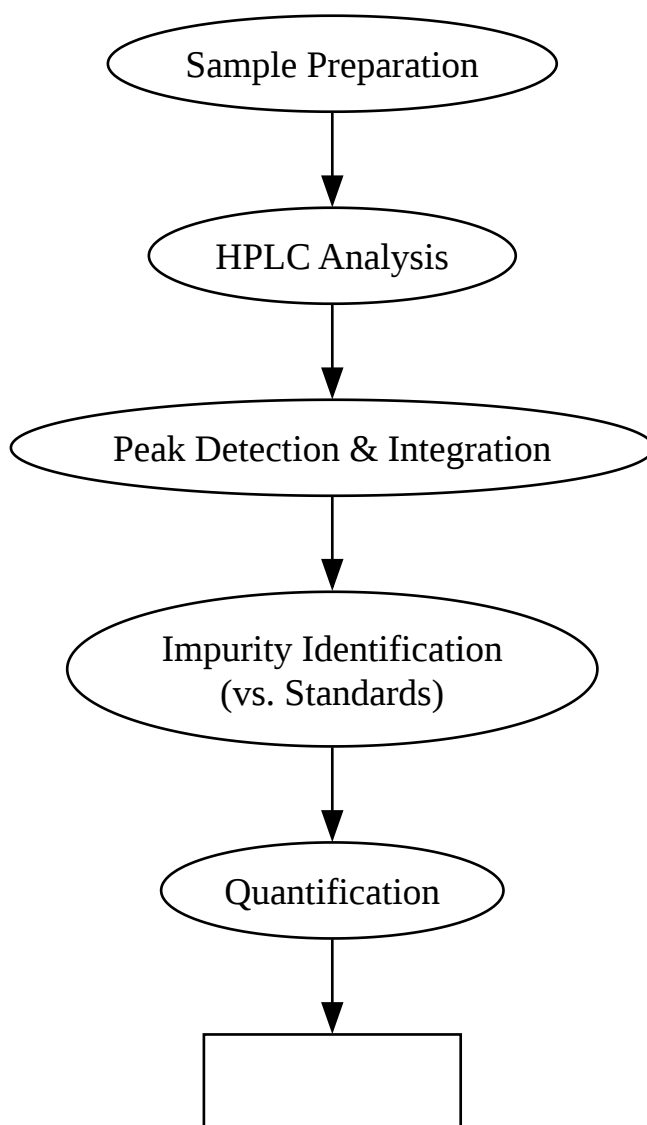 Sample Preparation
HPLC Analysis
Peak Detection & Integration
Impurity Identification
(vs. Standards)
Quantification